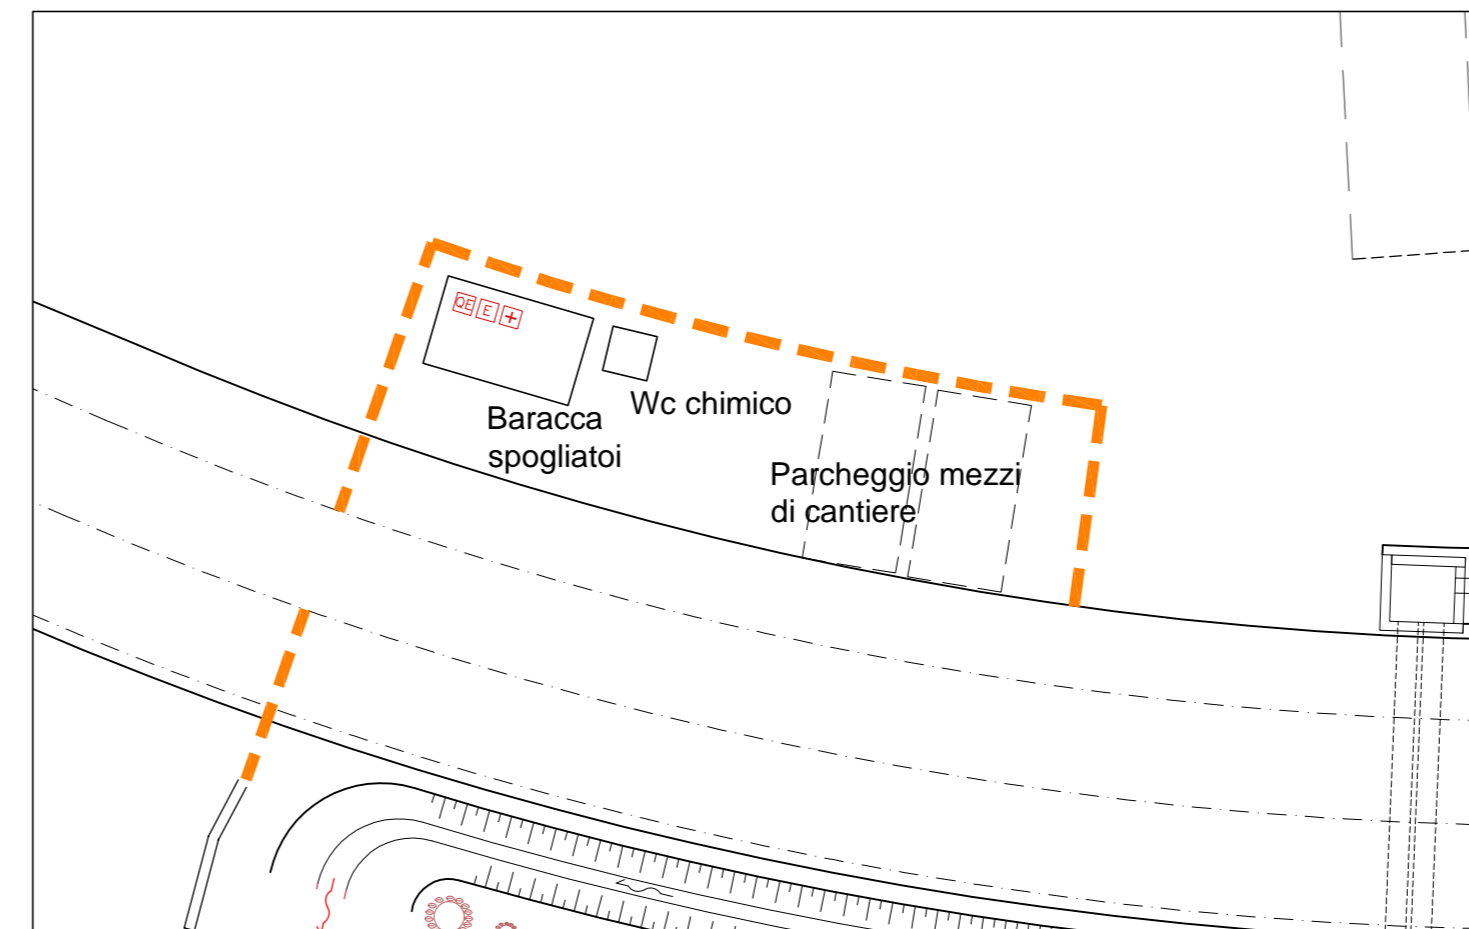 QE E
Baracca
spogliatoi
Wc chimico
Parcheggio mezzi
di cantiere